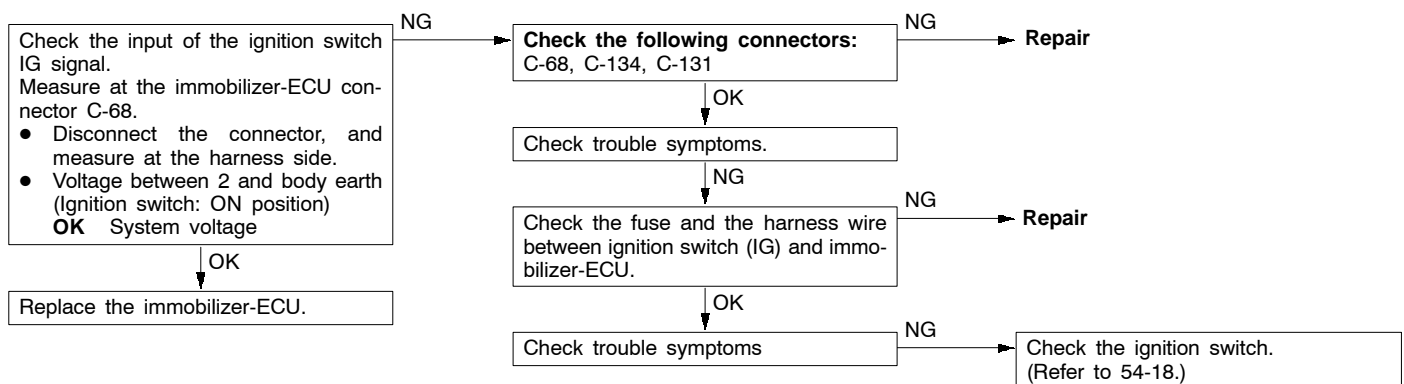 Check the input of the ignition switch
IG signal.
Measure at the immobilizer-ECU con-
nector C-68.
● Disconnect the connector, and
measure at the harness side.
● Voltage between 2 and body earth
(Ignition switch: ON position)
OK System voltage
OK
Replace the immobilizer-ECU.
NG
Check the following connectors:
C-68, C-134, C-131
NG
Repair
OK
Check trouble symptoms.
NG
Check the fuse and the harness wire
between ignition switch (IG) and immo-
bilizer-ECU.
NG
Repair
OK
Check trouble symptoms
NG
Check the ignition switch.
(Refer to 54-18.)